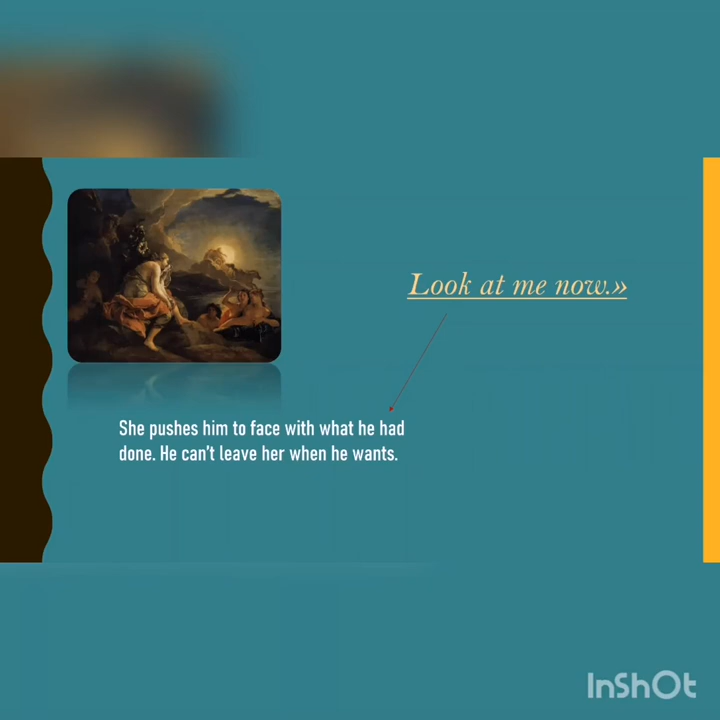 Look at me now.»
She pushes him to face with what he had
done. He can't leave her when he wants.
InShOt